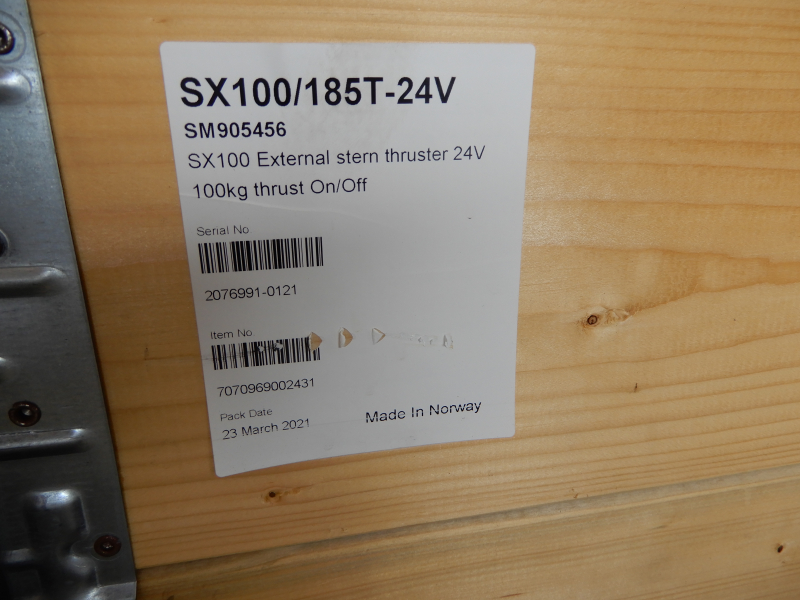 SX100/185T-24V
SM905456
SX100 External stern thruster 24V
100kg thrust On/Off
Serial No
2076991-0121
Item No
7070969002431
Pack Date
23 March 2021
Made In Norway